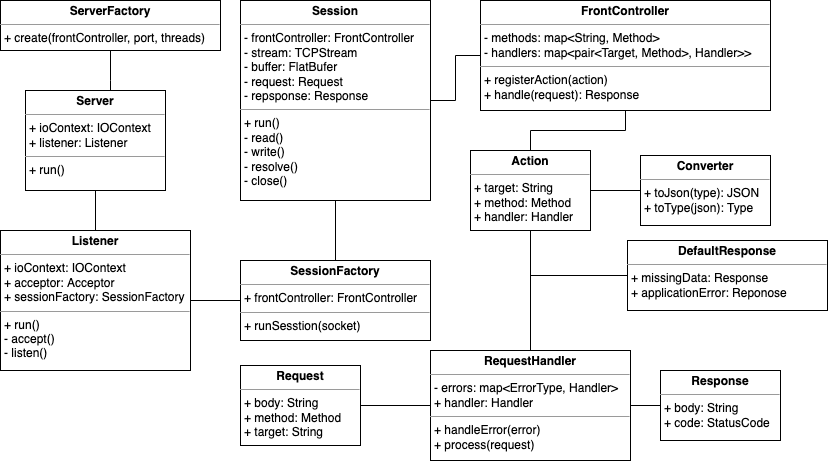 ServerFactory
+ create(frontController, port, threads)
Server
+ ioContext: IOContext
+ listener: Listener
+ run()
Listener
+ ioContext: IOContext
+ acceptor: Acceptor
+ sessionFactory: SessionFactory
+ run()
- accept()
- listen()
Session
- frontController: FrontController
- stream: TCPStream
- buffer: FlatBufer
- request: Request
- repsponse: Response
+ run()
- read()
- write()
- resolve()
- close()
SessionFactory
+ frontController: FrontController
+ runSesstion(socket)
FrontController
- methods: map<String, Method>
- handlers: map<pair<Target, Method>, Handler>>
+ registerAction(action)
+ handle(request): Response
Action
+ target: String
+ method: Method
+ handler: Handler
Converter
+ toJson(type): JSON
+ toType(json): Type
DefaultResponse
+ missingData: Response
+ applicationError: Reponose
Request
+ body: String
+ method: Method
+ target: String
RequestHandler
- errors: map<ErrorType, Handler>
+ handler: Handler
+ handleError(error)
+ process(request)
Response
+ body: String
+ code: StatusCode